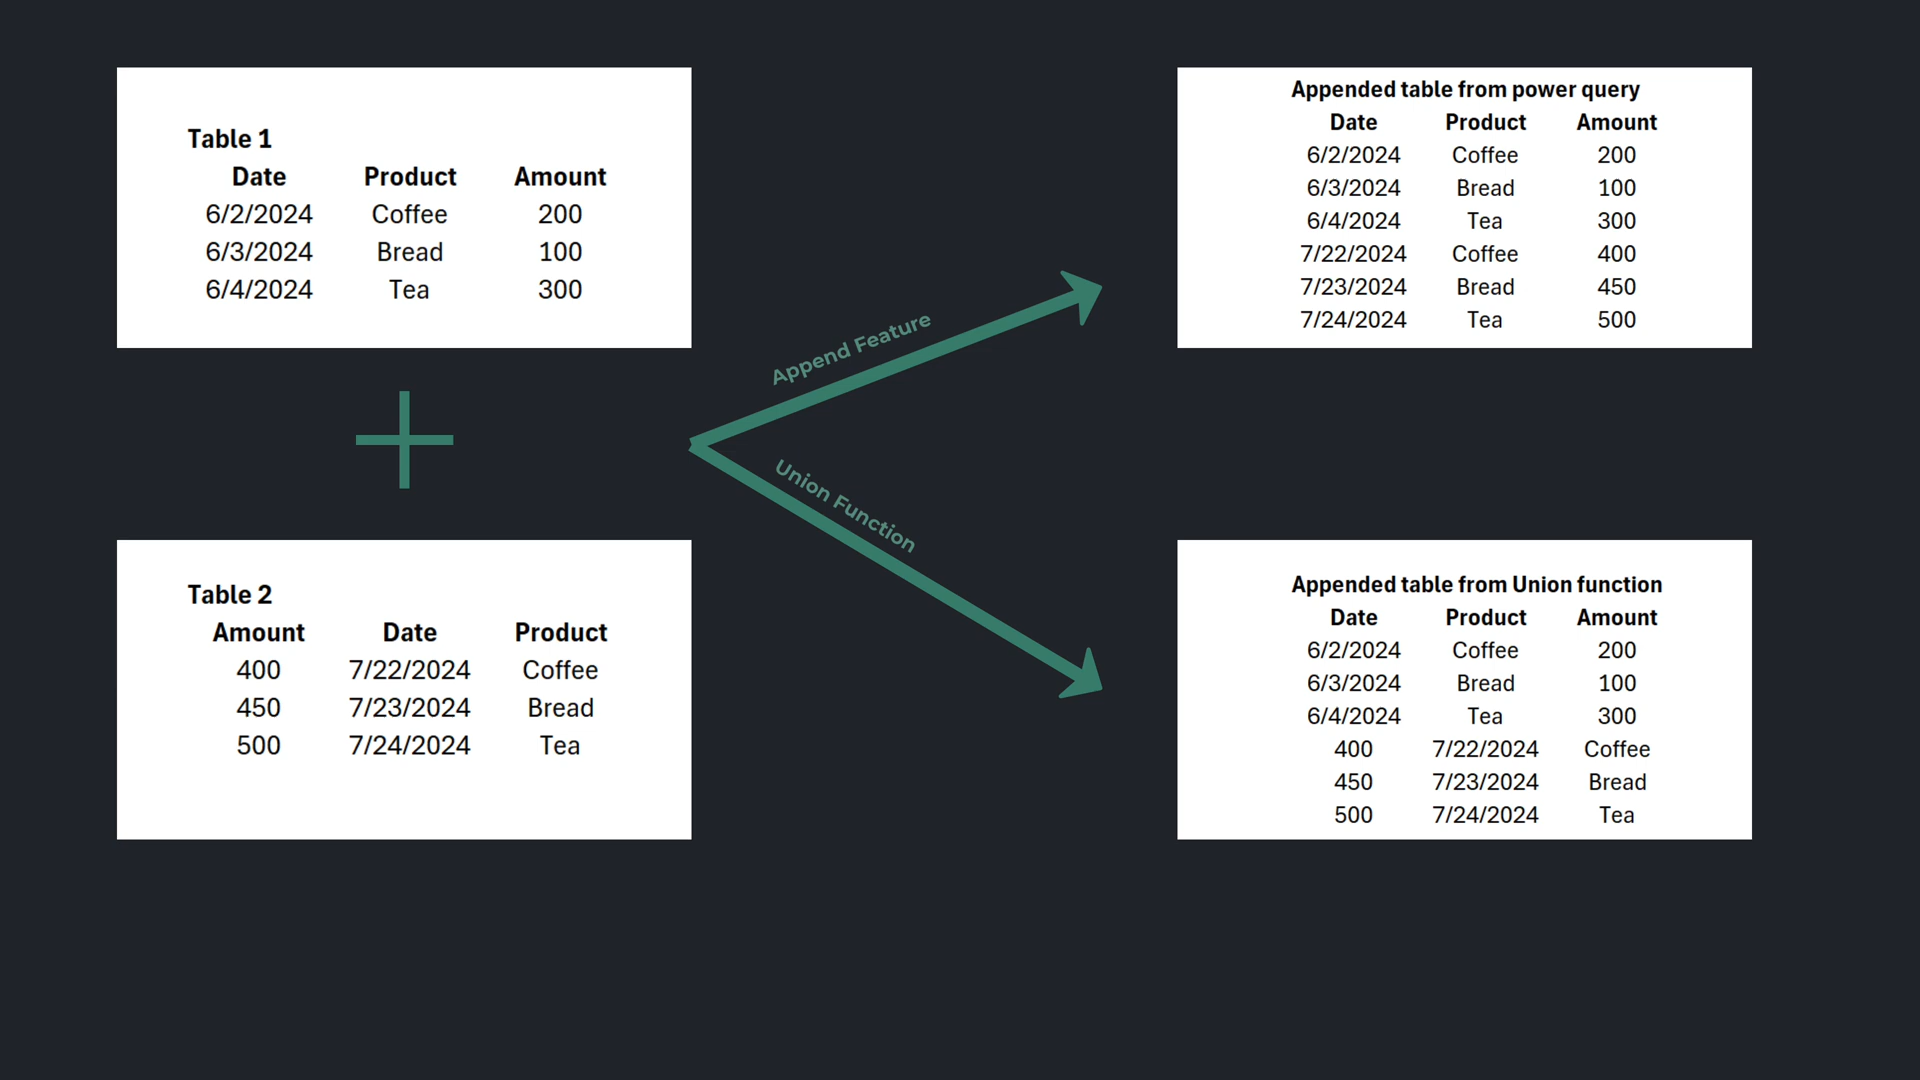 Table 1
Date Product Amount
6/2/2024 Coffee 200
6/3/2024 Bread 100
6/4/2024 Tea 300
Table 2
Amount Date Product
400 7/22/2024 Coffee
450 7/23/2024 Bread
500 7/24/2024 Tea
Append Feature
Union Function
Appended table from power query
Date Product Amount
6/2/2024 Coffee 200
6/3/2024 Bread 100
6/4/2024 Tea 300
7/22/2024 Coffee 400
7/23/2024 Bread 450
7/24/2024 Tea 500
Appended table from Union function
Date Product Amount
6/2/2024 Coffee 200
6/3/2024 Bread 100
6/4/2024 Tea 300
400 7/22/2024 Coffee
450 7/23/2024 Bread
500 7/24/2024 Tea